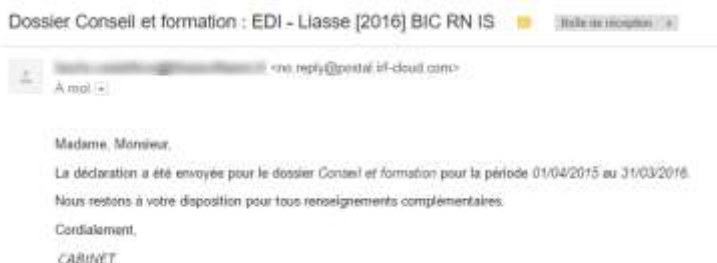 Dossier Conseil et formation : EDI - Liasse [2016] BIC RN IS Boîte de réception x
<no.reply@postal.irf-cloud.com>
À moi
Madame, Monsieur,
La déclaration a été envoyée pour le dossier Conseil et formation pour la période 01/04/2015 au 31/03/2016.
Nous restons à votre disposition pour tous renseignements complémentaires.
Cordialement,
CABINET